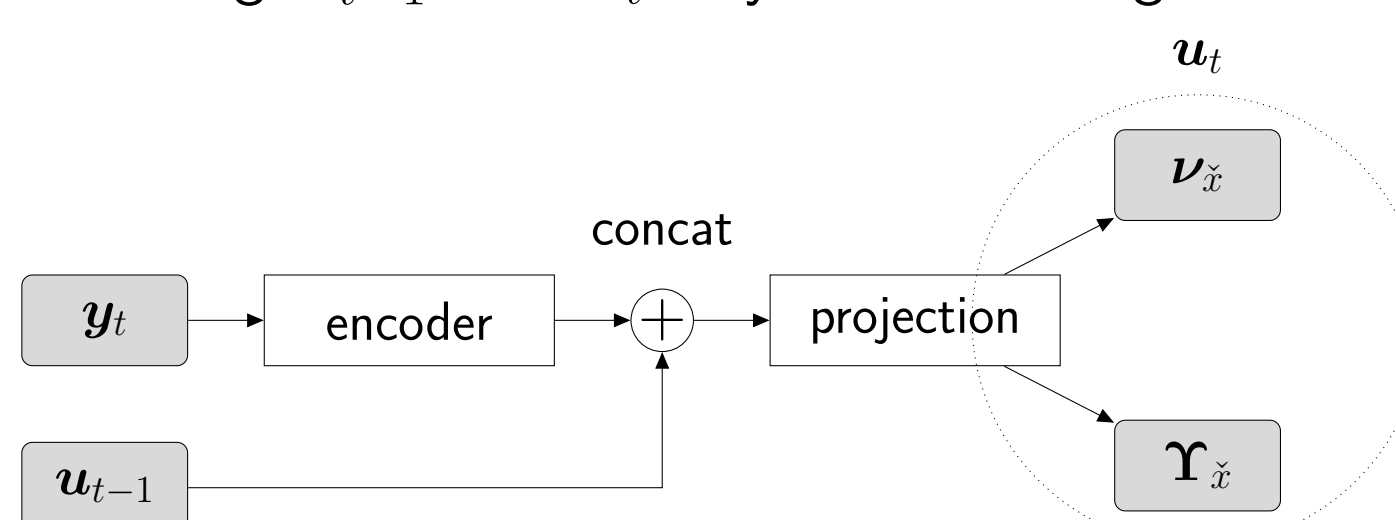 u_t
ν_x̌
concat
y_t
encoder
+
projection
u_{t−1}
Υ_x̌